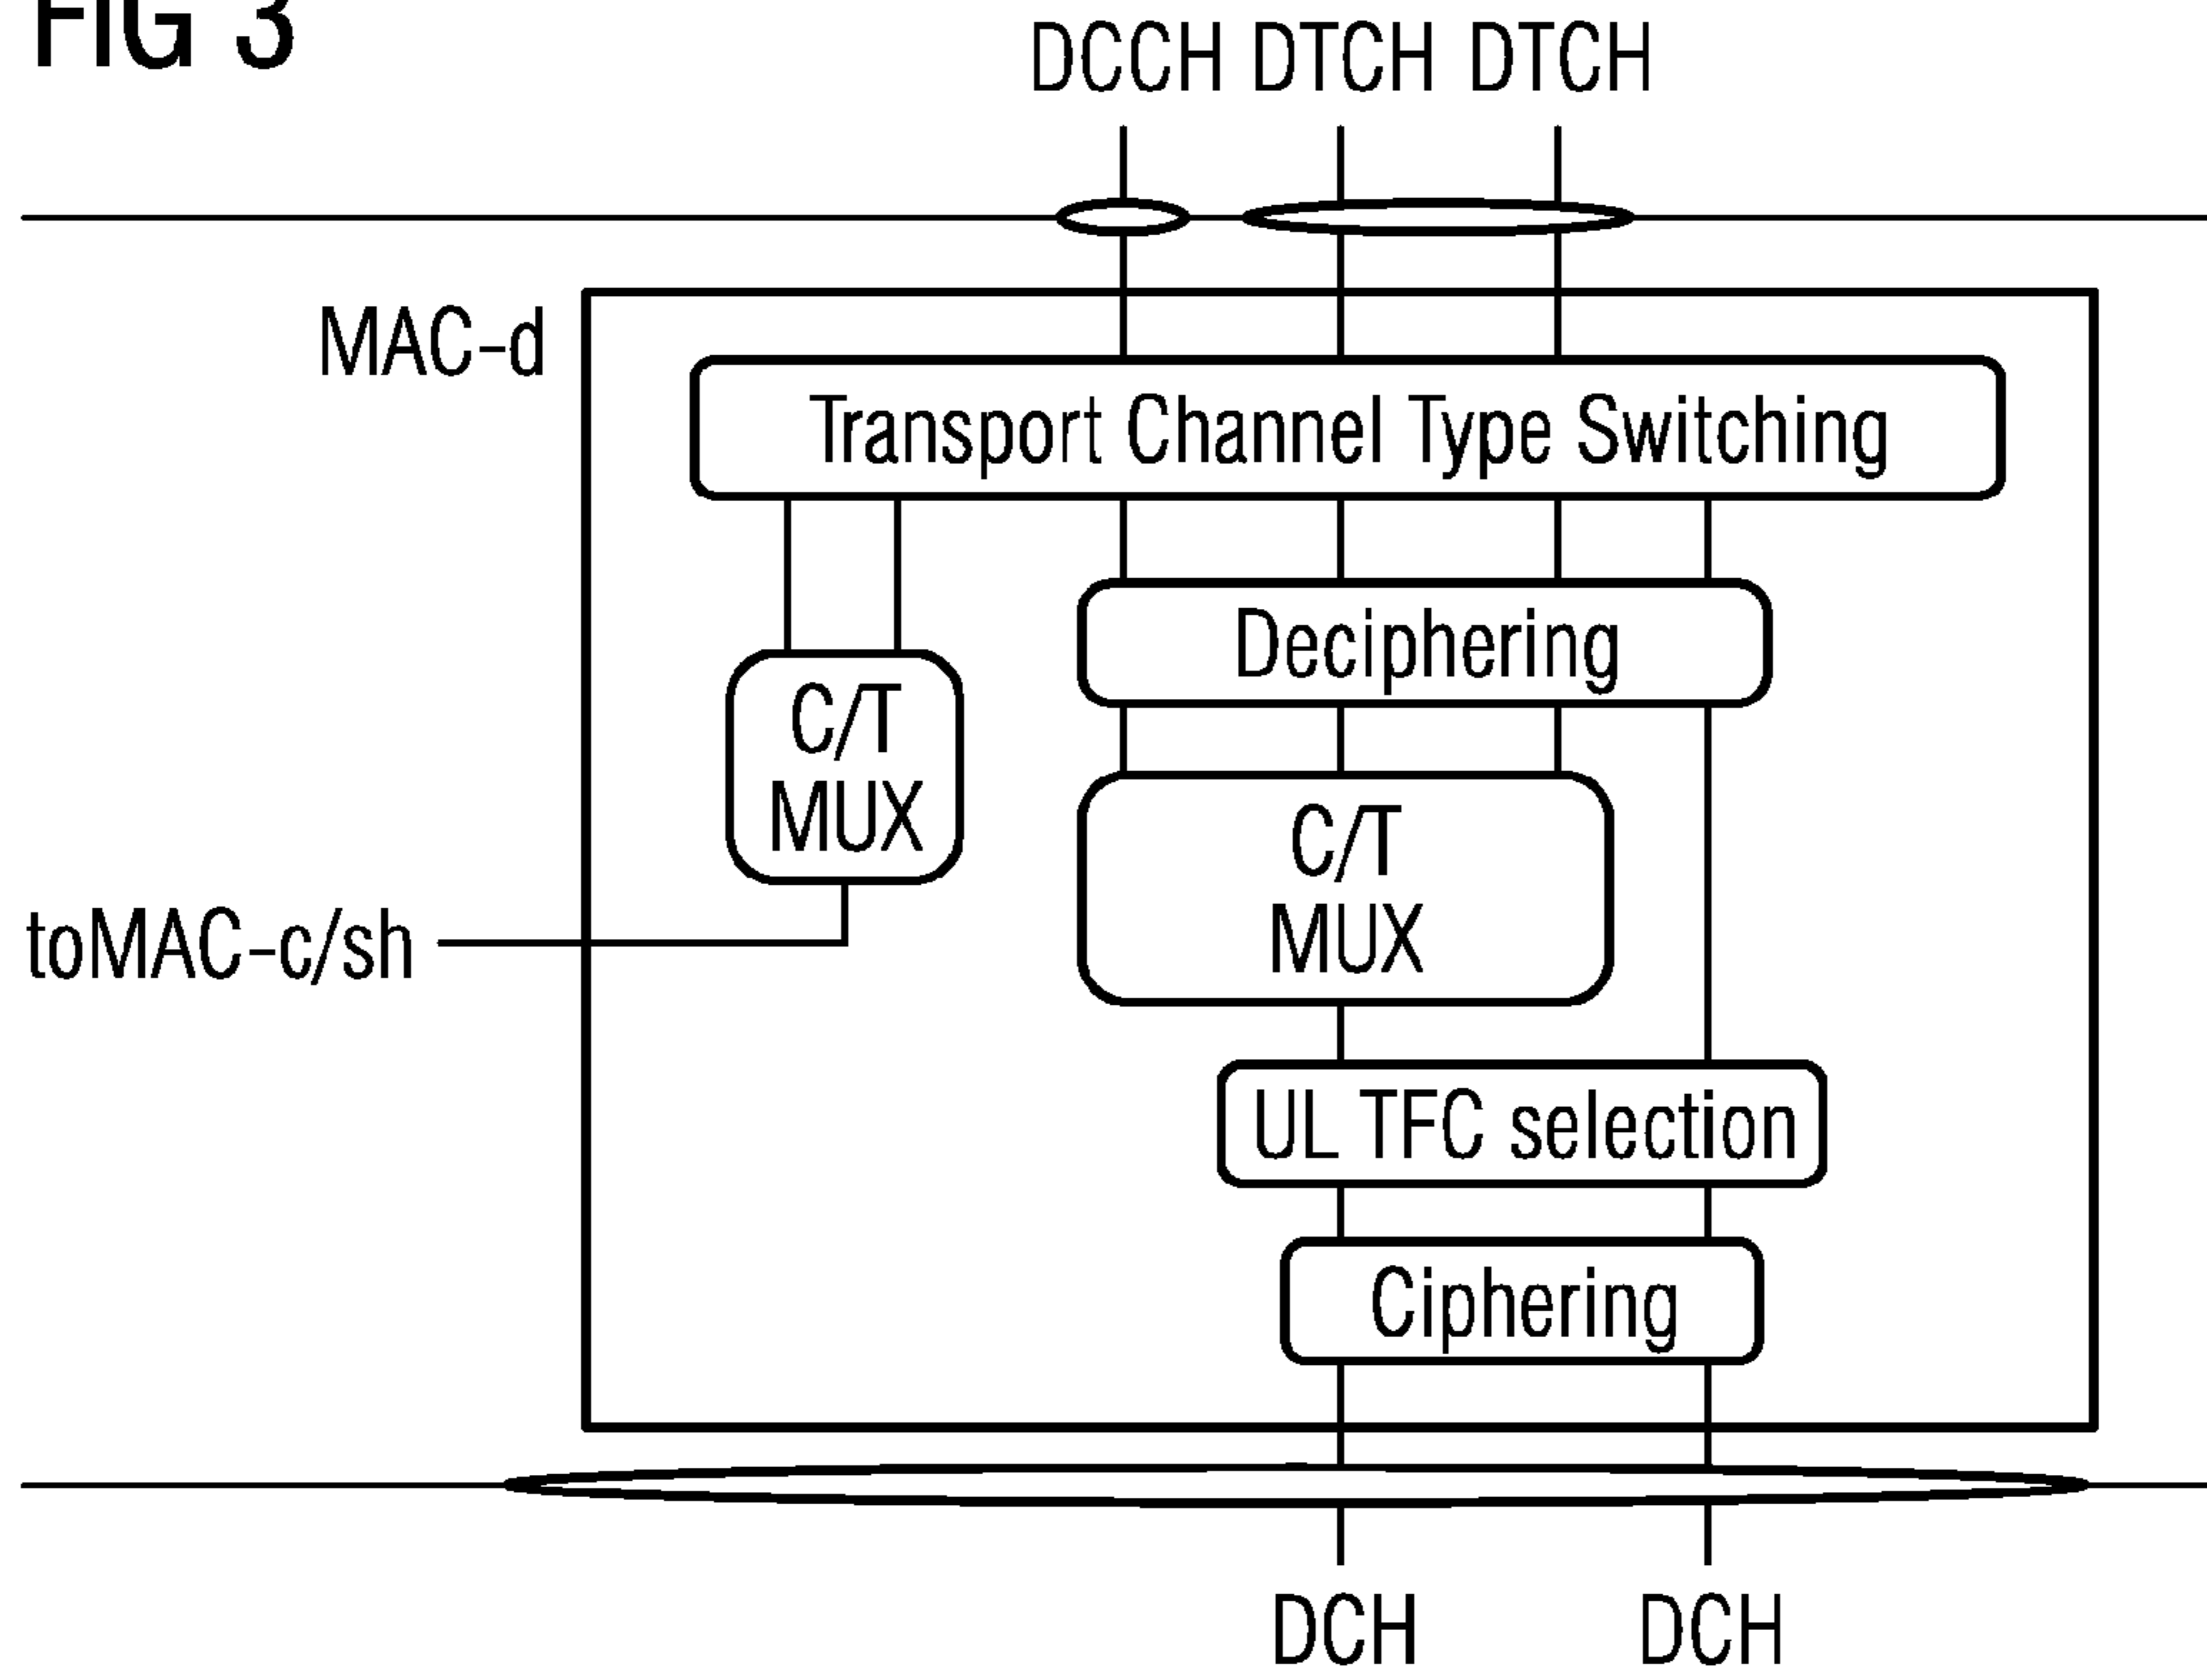 FIG 3
DCCH DTCH DTCH
MAC-d
Transport Channel Type Switching
Deciphering
C/T
MUX
C/T
MUX
toMAC-c/sh
UL TFC selection
Ciphering
DCH DCH